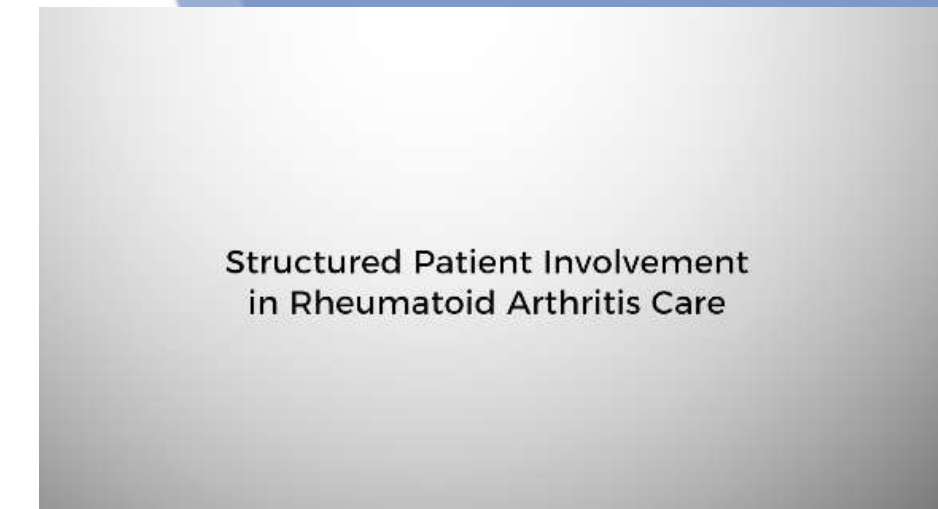 Structured Patient Involvement
in Rheumatoid Arthritis Care